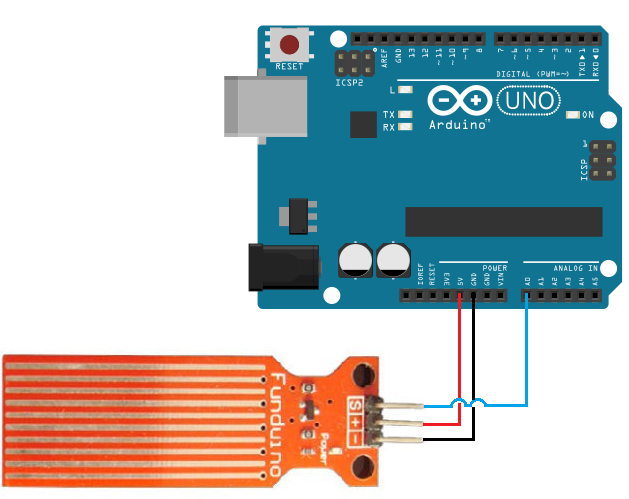 RESET
ICSP2
AREF
GND
13
12
~11
~10
~9
8
7
~6
~5
4
~3
2
TXD▶1
RXD◀0
DIGITAL (PWM=~)
L
TX
RX
UNO
Arduino™
ON
1
ICSP
POWER
ANALOG IN
IOREF
RESET
3V3
5V
GND
GND
VIN
A0
A1
A2
A3
A4
A5
Funduino
Power
S
+
-